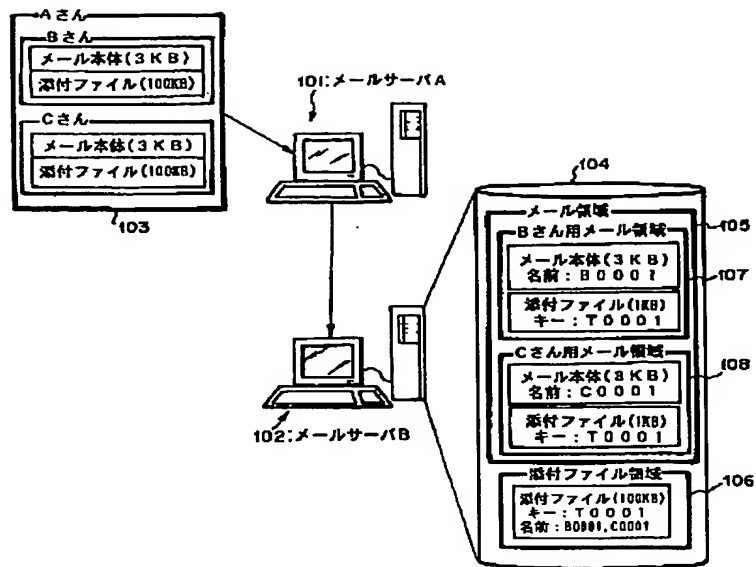 Aさん
Bさん
メール本体(3KB)
添付ファイル(100KB)
Cさん
メール本体(3KB)
添付ファイル(100KB)
103
101:メールサーバA
102:メールサーバB
104
メール領域
105
Bさん用メール領域
メール本体(3KB)
名前:B0001
107
添付ファイル(1KB)
キー:T0001
Cさん用メール領域
メール本体(3KB)
名前:C0001
108
添付ファイル(1KB)
キー:T0001
添付ファイル領域
106
添付ファイル(100KB)
キー:T0001
名前:B0001,C0001